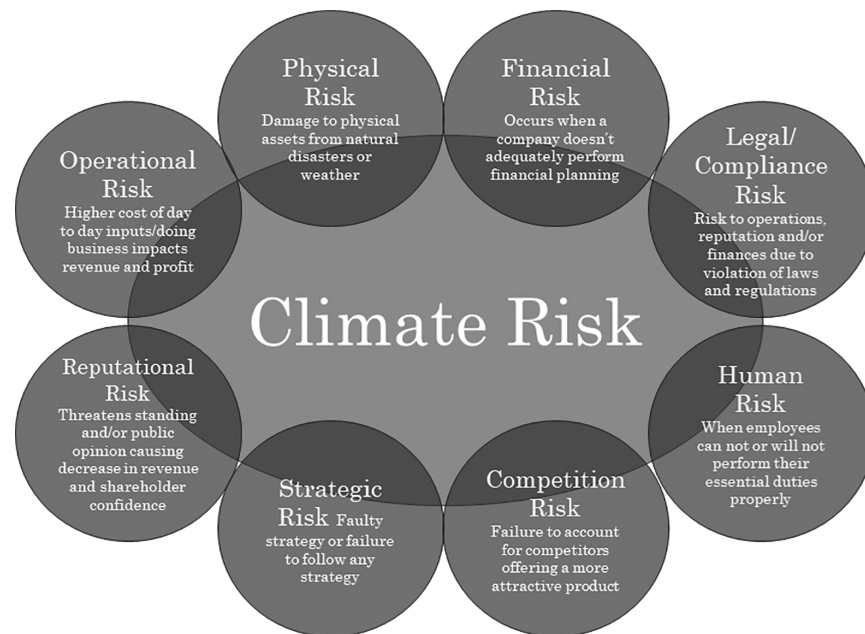 Physical
Risk
Damage to physical
assets from natural
disasters or
weather
Financial
Risk
Occurs when a
company doesn't
adequately perform
financial planning
Legal/
Compliance
Risk
Risk to operations,
reputation and/or
finances due to
violation of laws
and regulations
Human
Risk
When employees
can not or will not
perform their
essential duties
properly
Competition
Risk
Failure to account
for competitors
offering a more
attractive product
Strategic
Risk Faulty
strategy or failure
to follow any
strategy
Reputational
Risk
Threatens standing
and/or public
opinion causing
decrease in revenue
and shareholder
confidence
Operational
Risk
Higher cost of day
to day inputs/doing
business impacts
revenue and profit
Climate Risk